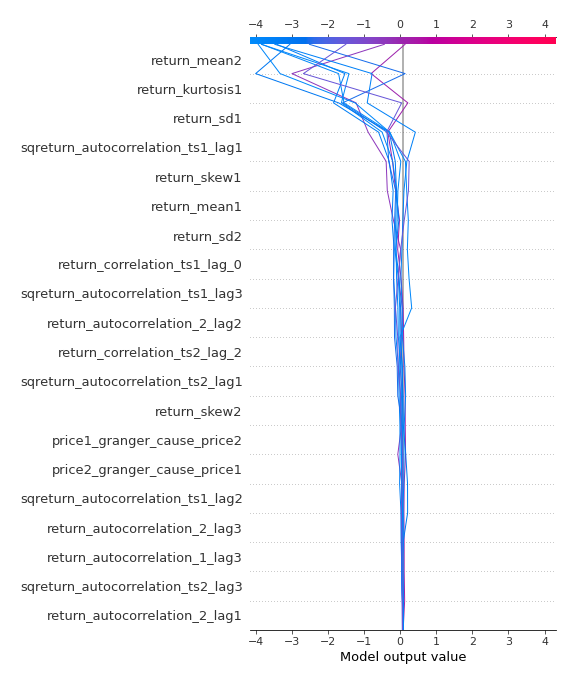 −4 −3 −2 −1 0 1 2 3 4
return_mean2
return_kurtosis1
return_sd1
sqreturn_autocorrelation_ts1_lag1
return_skew1
return_mean1
return_sd2
return_correlation_ts1_lag_0
sqreturn_autocorrelation_ts1_lag3
return_autocorrelation_2_lag2
return_correlation_ts2_lag_2
sqreturn_autocorrelation_ts2_lag1
return_skew2
price1_granger_cause_price2
price2_granger_cause_price1
sqreturn_autocorrelation_ts1_lag2
return_autocorrelation_2_lag3
return_autocorrelation_1_lag3
sqreturn_autocorrelation_ts2_lag3
return_autocorrelation_2_lag1
−4 −3 −2 −1 0 1 2 3 4
Model output value